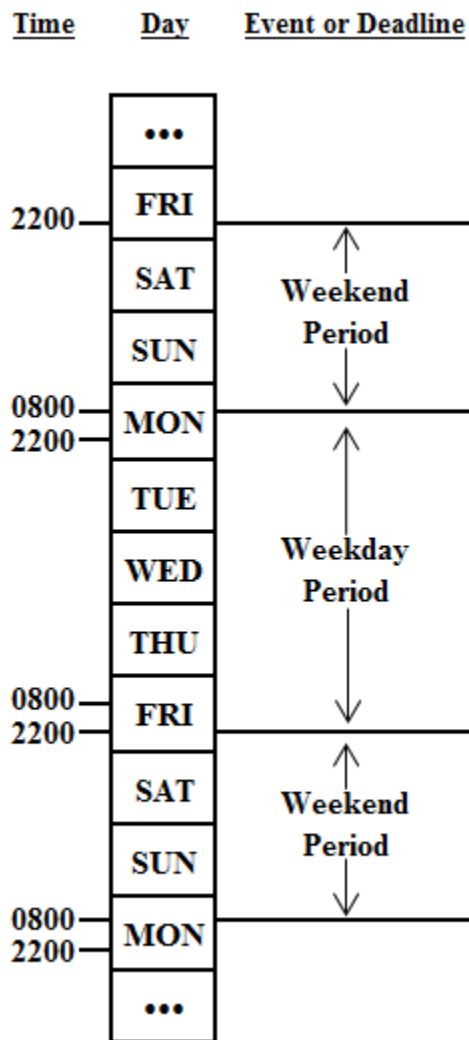 Time Day Event or Deadline
•••
FRI
2200
SAT
Weekend
Period
SUN
0800
MON
2200
TUE
WED
Weekday
Period
THU
0800
FRI
2200
SAT
Weekend
Period
SUN
0800
MON
2200
•••